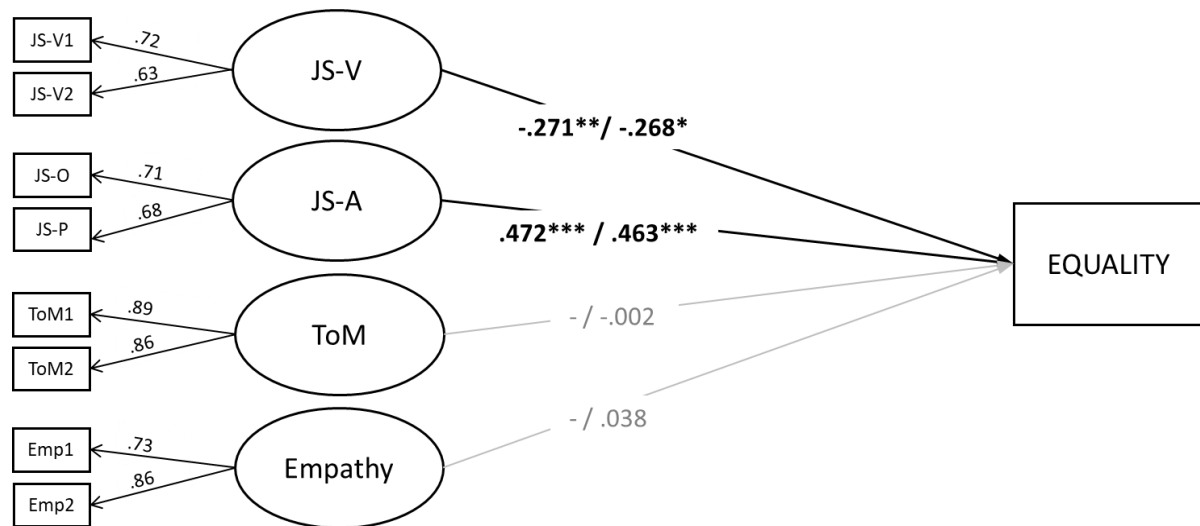 JS-V1
.72
JS-V2
.63
JS-V
-.271**/ -.268*
JS-O
.71
JS-P
.68
JS-A
.472*** / .463***
EQUALITY
ToM1
.89
ToM2
.86
ToM
- / -.002
Emp1
.73
Emp2
.86
Empathy
- / .038